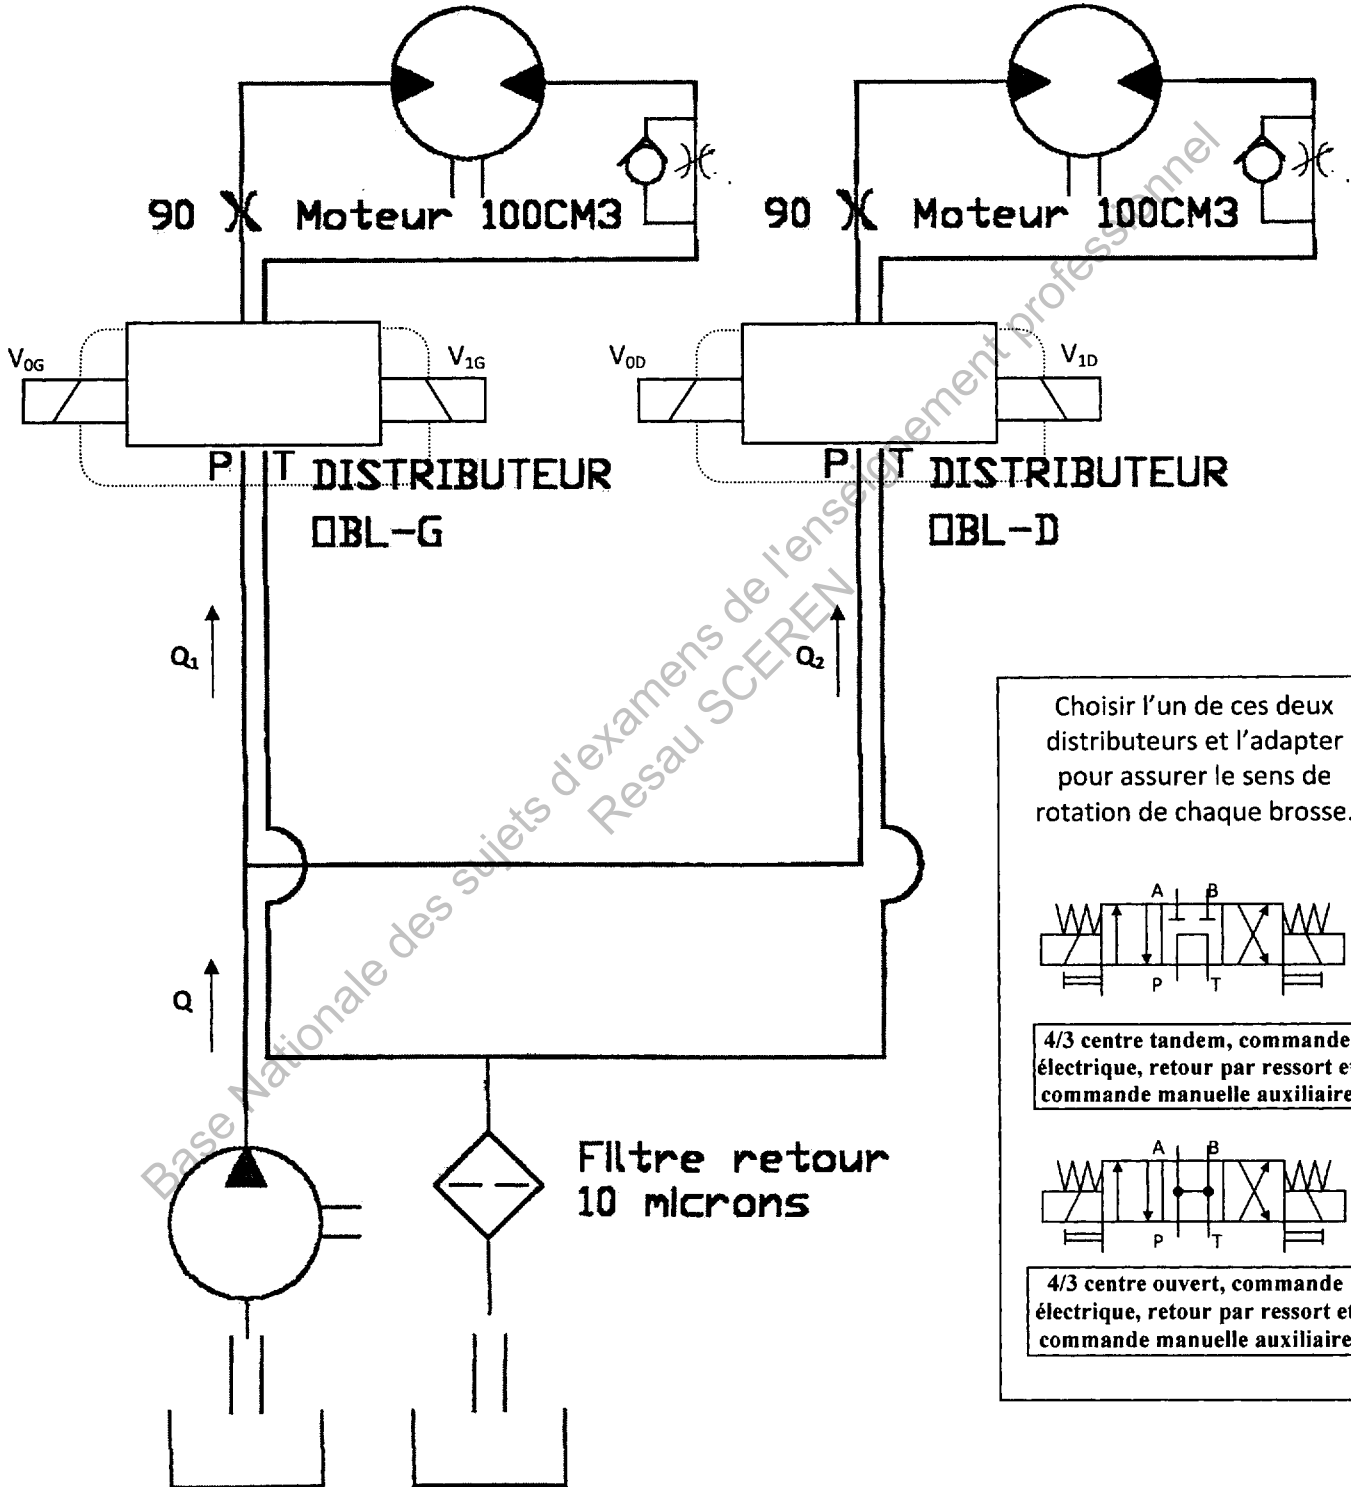 90
Moteur 100CM3
90
Moteur 100CM3
V0G
V1G
V0D
V1D
P T
DISTRIBUTEUR
OBL-G
P T
DISTRIBUTEUR
OBL-D
Q1
Q2
Q
Filtre retour
10 microns
Choisir l'un de ces deux
distributeurs et l'adapter
pour assurer le sens de
rotation de chaque brosse.
A B
P T
4/3 centre tandem, commande
électrique, retour par ressort et
commande manuelle auxiliaire
A B
P T
4/3 centre ouvert, commande
électrique, retour par ressort et
commande manuelle auxiliaire
Base Nationale des sujets d'examens de l'enseignement professionnel
Resau SCEREN